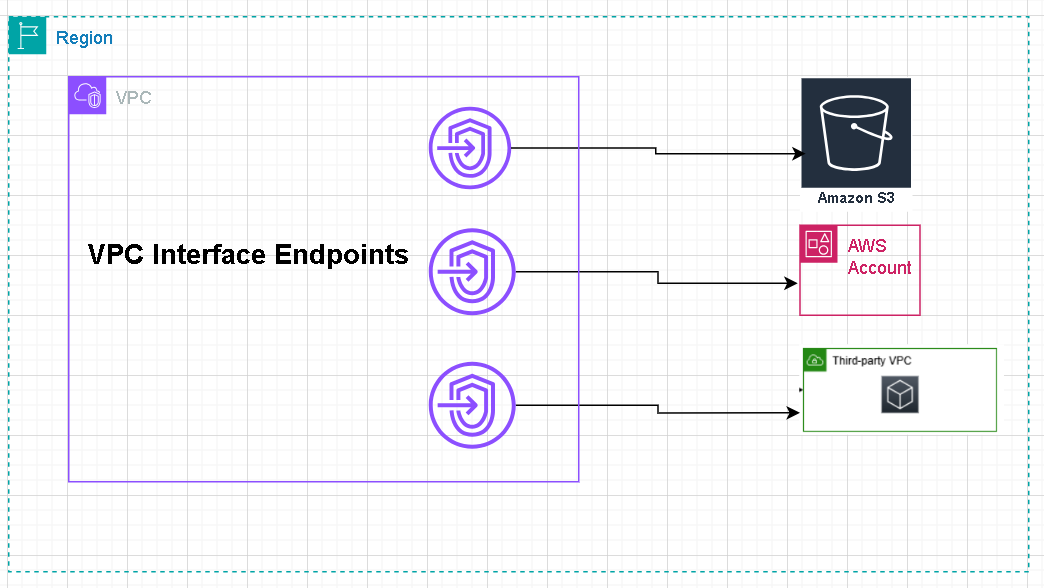 Region
VPC
Amazon S3
AWS
Account
VPC Interface Endpoints
Third-party VPC